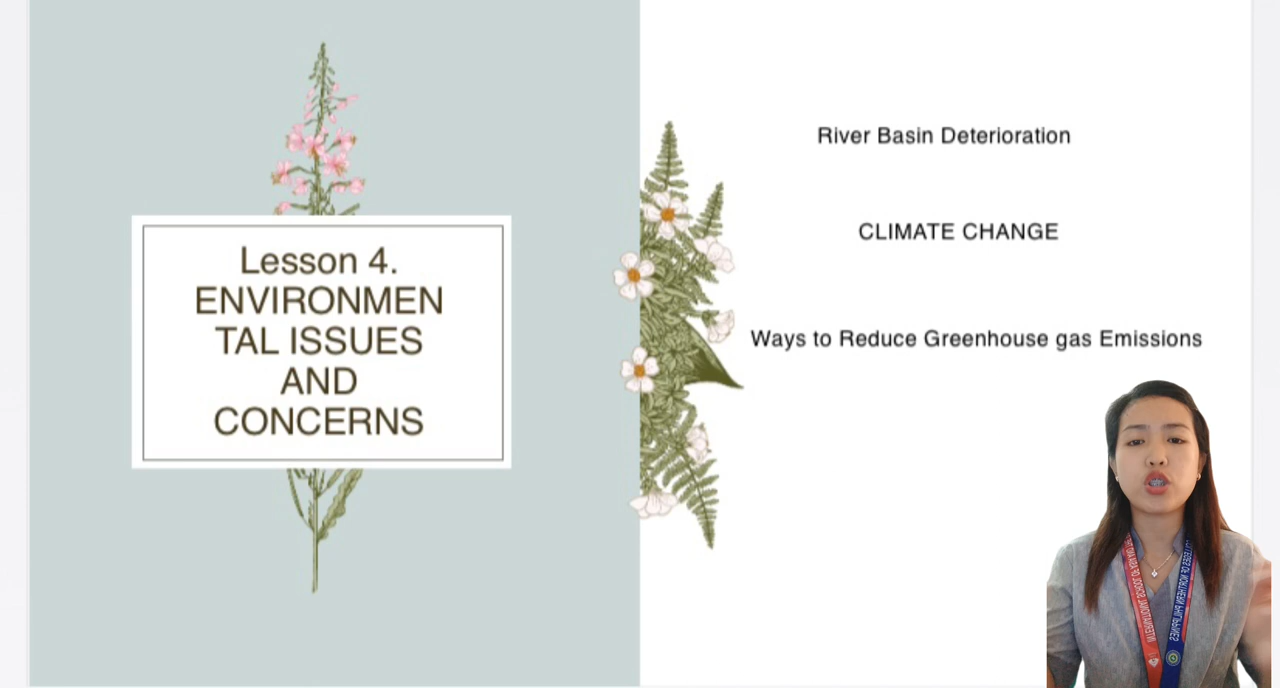 Lesson 4.
ENVIRONMEN
TAL ISSUES
AND
CONCERNS
River Basin Deterioration
CLIMATE CHANGE
Ways to Reduce Greenhouse gas Emissions